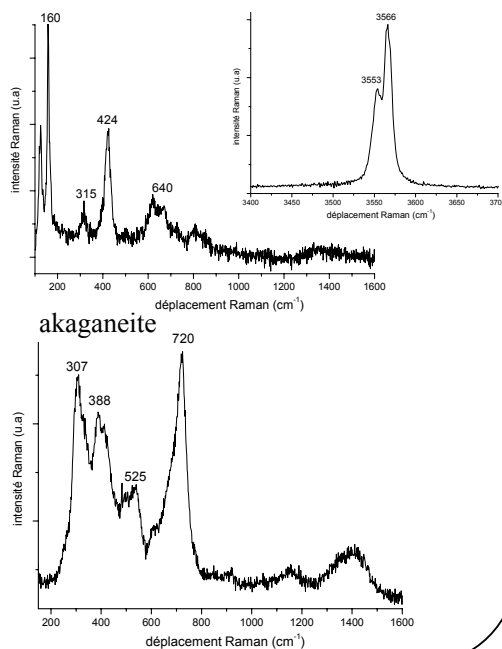 160
424
315
640
intensité Raman (u.a)
200 400 600 800 1000 1200 1400 1600
déplacement Raman (cm⁻¹)
3566
3553
intensité Raman (u.a)
3400 3450 3500 3550 3600 3650 370
déplacement Raman (cm⁻¹)
akaganeite
720
307
388
525
intensité Raman (u.a)
200 400 600 800 1000 1200 1400 1600
déplacement Raman (cm⁻¹)